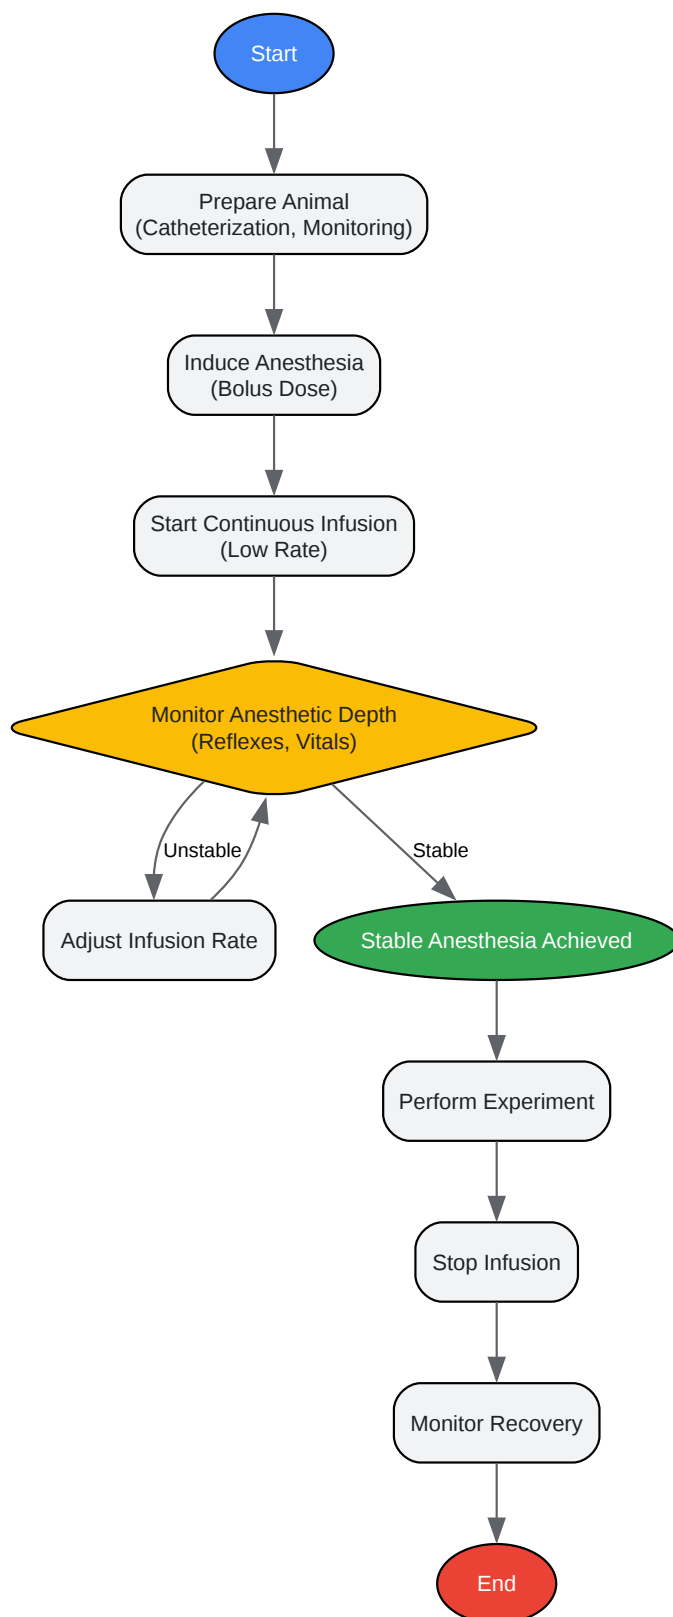 Start
Prepare Animal
(Catheterization, Monitoring)
Induce Anesthesia
(Bolus Dose)
Start Continuous Infusion
(Low Rate)
Monitor Anesthetic Depth
(Reflexes, Vitals)
Unstable
Stable
Adjust Infusion Rate
Stable Anesthesia Achieved
Perform Experiment
Stop Infusion
Monitor Recovery
End